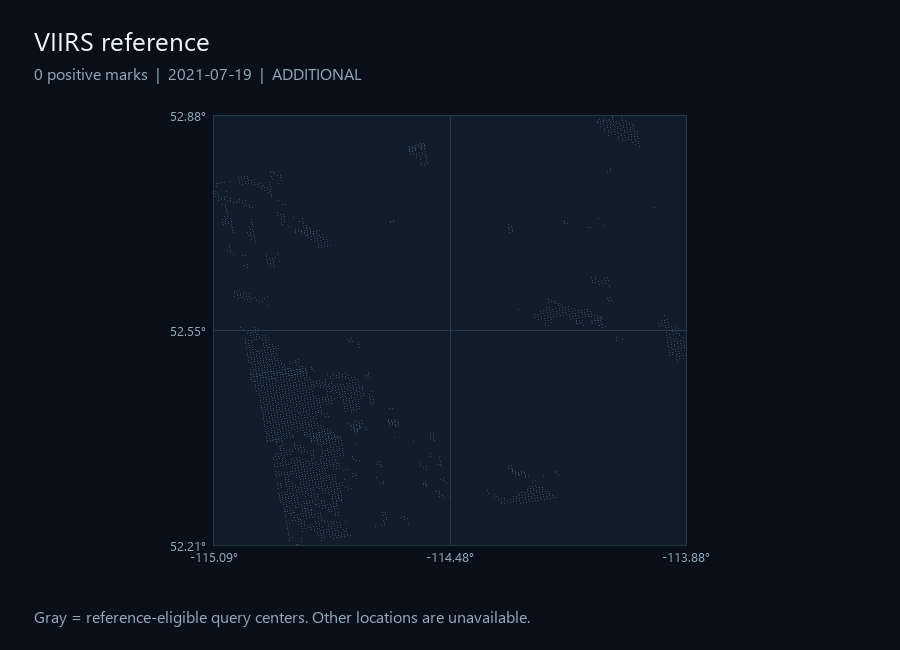 VIIRS reference
0 positive marks | 2021-07-19 | ADDITIONAL
52.88°
52.55°
52.21°
-115.09°
-114.48°
-113.88°
Gray = reference-eligible query centers. Other locations are unavailable.